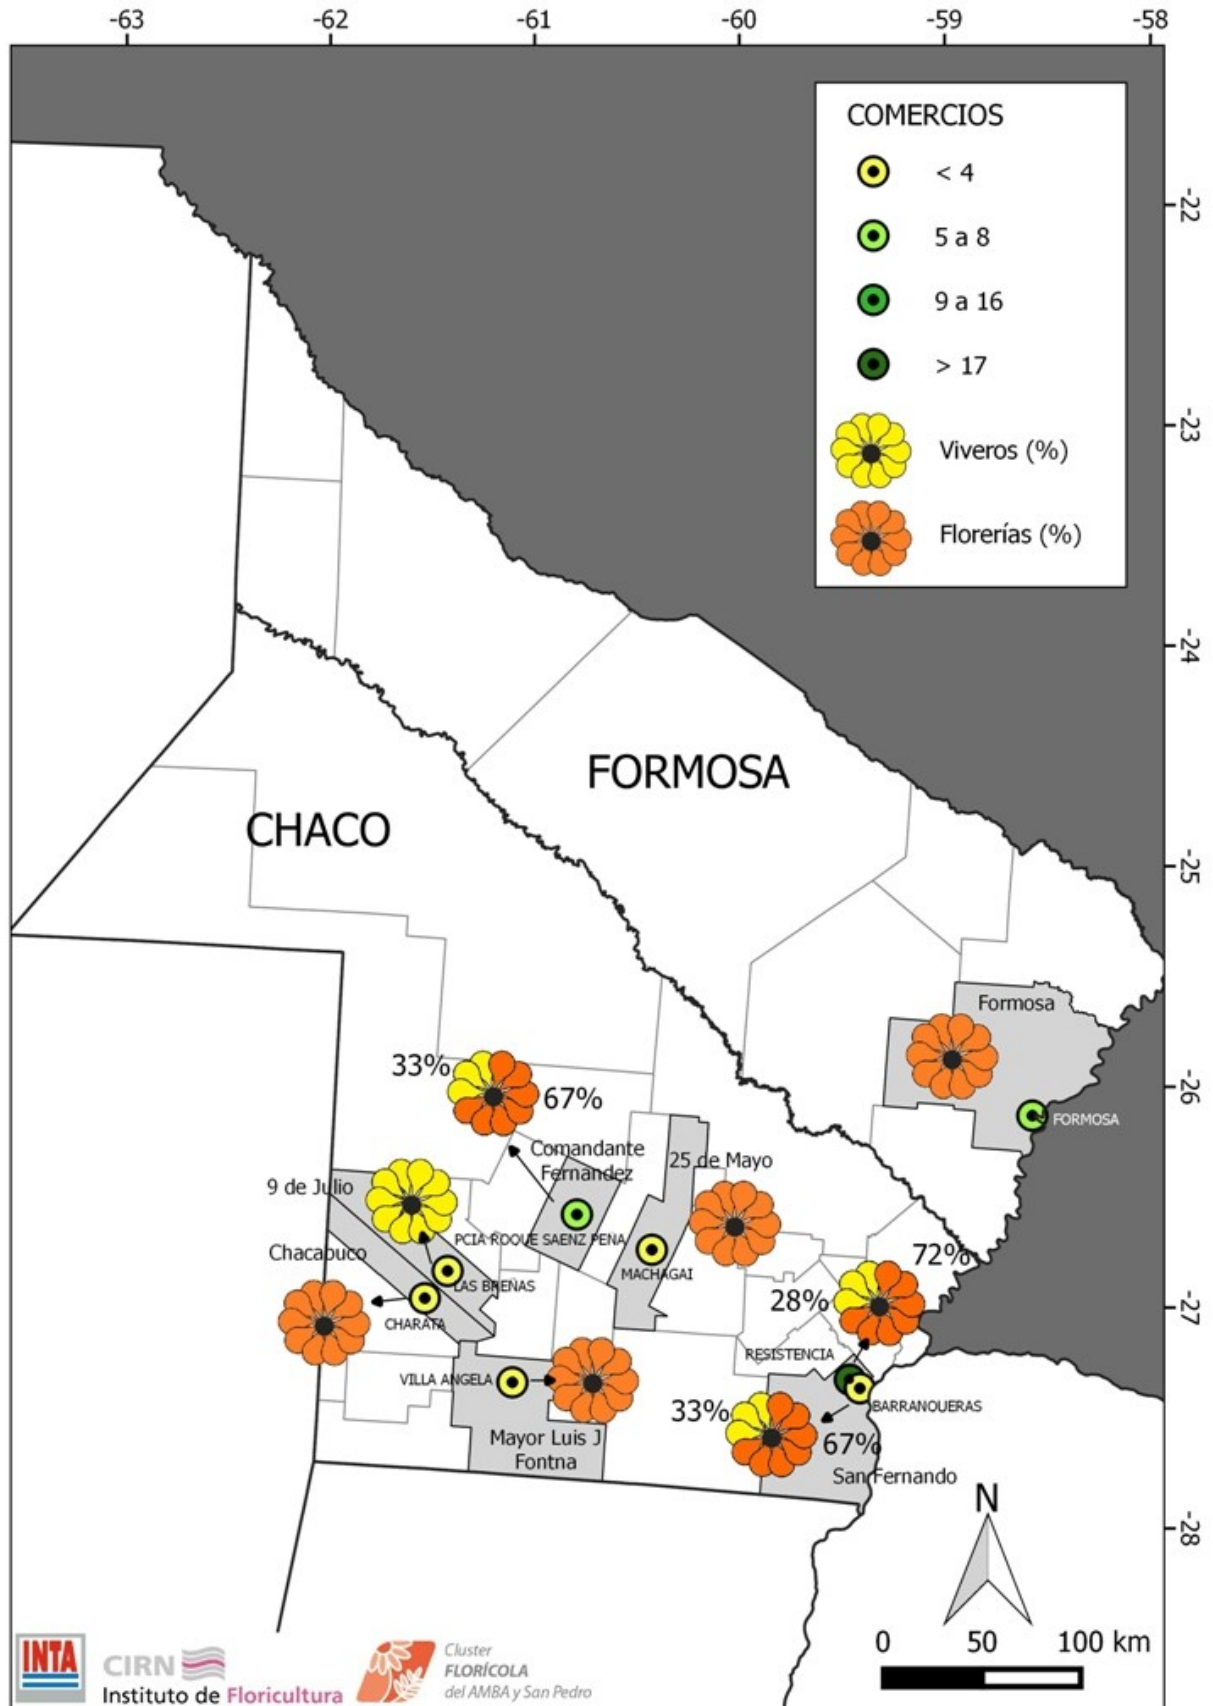 -63 -62 -61 -60 -59 -58
COMERCIOS
< 4
5 a 8
9 a 16
> 17
Viveros (%)
Florerías (%)
-22
-23
-24
-25
-26
-27
-28
FORMOSA
CHACO
Formosa
FORMOSA
33%
67%
Comandante
Fernandez
25 de Mayo
9 de Julio
PCIA ROQUE SAENZ PEÑA
Chacabuco
MACHAGAI
LAS BREÑAS
CHARATA
72%
28%
RESISTENCIA
VILLA ANGELA
BARRANQUERAS
33%
67%
Mayor Luis J
Fontna
San Fernando
N
0 50 100 km
INTA
CIRN
Instituto de Floricultura
Cluster
FLORÍCOLA
del AMBA y San Pedro